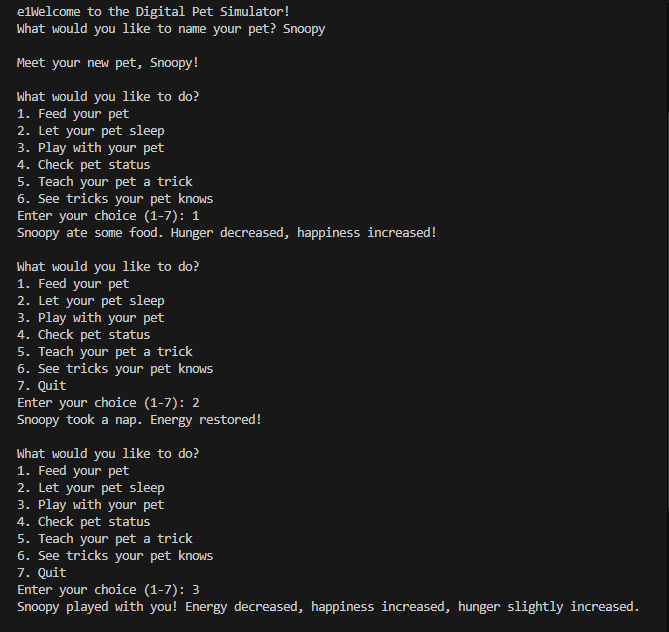 e1Welcome to the Digital Pet Simulator!
What would you like to name your pet? Snoopy
Meet your new pet, Snoopy!
What would you like to do?
1. Feed your pet
2. Let your pet sleep
3. Play with your pet
4. Check pet status
5. Teach your pet a trick
6. See tricks your pet knows
Enter your choice (1-7): 1
Snoopy ate some food. Hunger decreased, happiness increased!
What would you like to do?
1. Feed your pet
2. Let your pet sleep
3. Play with your pet
4. Check pet status
5. Teach your pet a trick
6. See tricks your pet knows
7. Quit
Enter your choice (1-7): 2
Snoopy took a nap. Energy restored!
What would you like to do?
1. Feed your pet
2. Let your pet sleep
3. Play with your pet
4. Check pet status
5. Teach your pet a trick
6. See tricks your pet knows
7. Quit
Enter your choice (1-7): 3
Snoopy played with you! Energy decreased, happiness increased, hunger slightly increased.